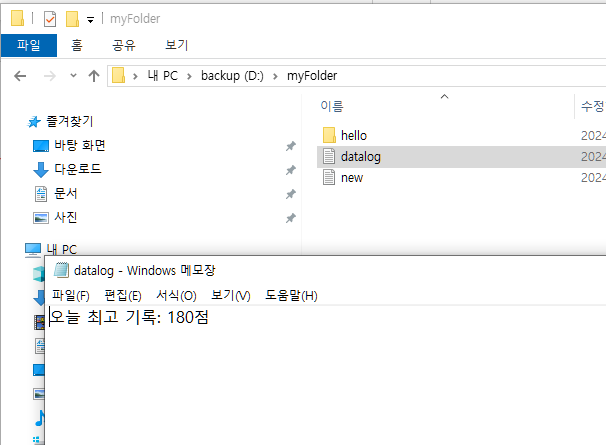 myFolder
파일 홈 공유 보기
내 PC > backup (D:) > myFolder
이름 수정
즐겨찾기
바탕 화면
다운로드
문서
사진
내 PC
hello 2024
datalog 2024
new 2024
datalog - Windows 메모장
파일(F) 편집(E) 서식(O) 보기(V) 도움말(H)
오늘 최고 기록: 180점